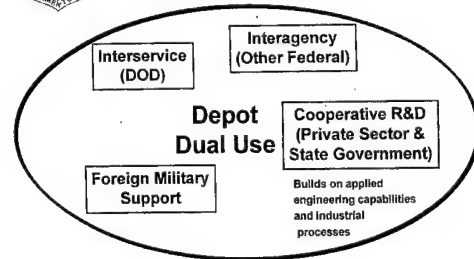 Interservice
(DOD)
Interagency
(Other Federal)
Depot
Dual Use
Cooperative R&D
(Private Sector &
State Government)
Foreign Military
Support
Builds on applied
engineering capabilities
and industrial
processes